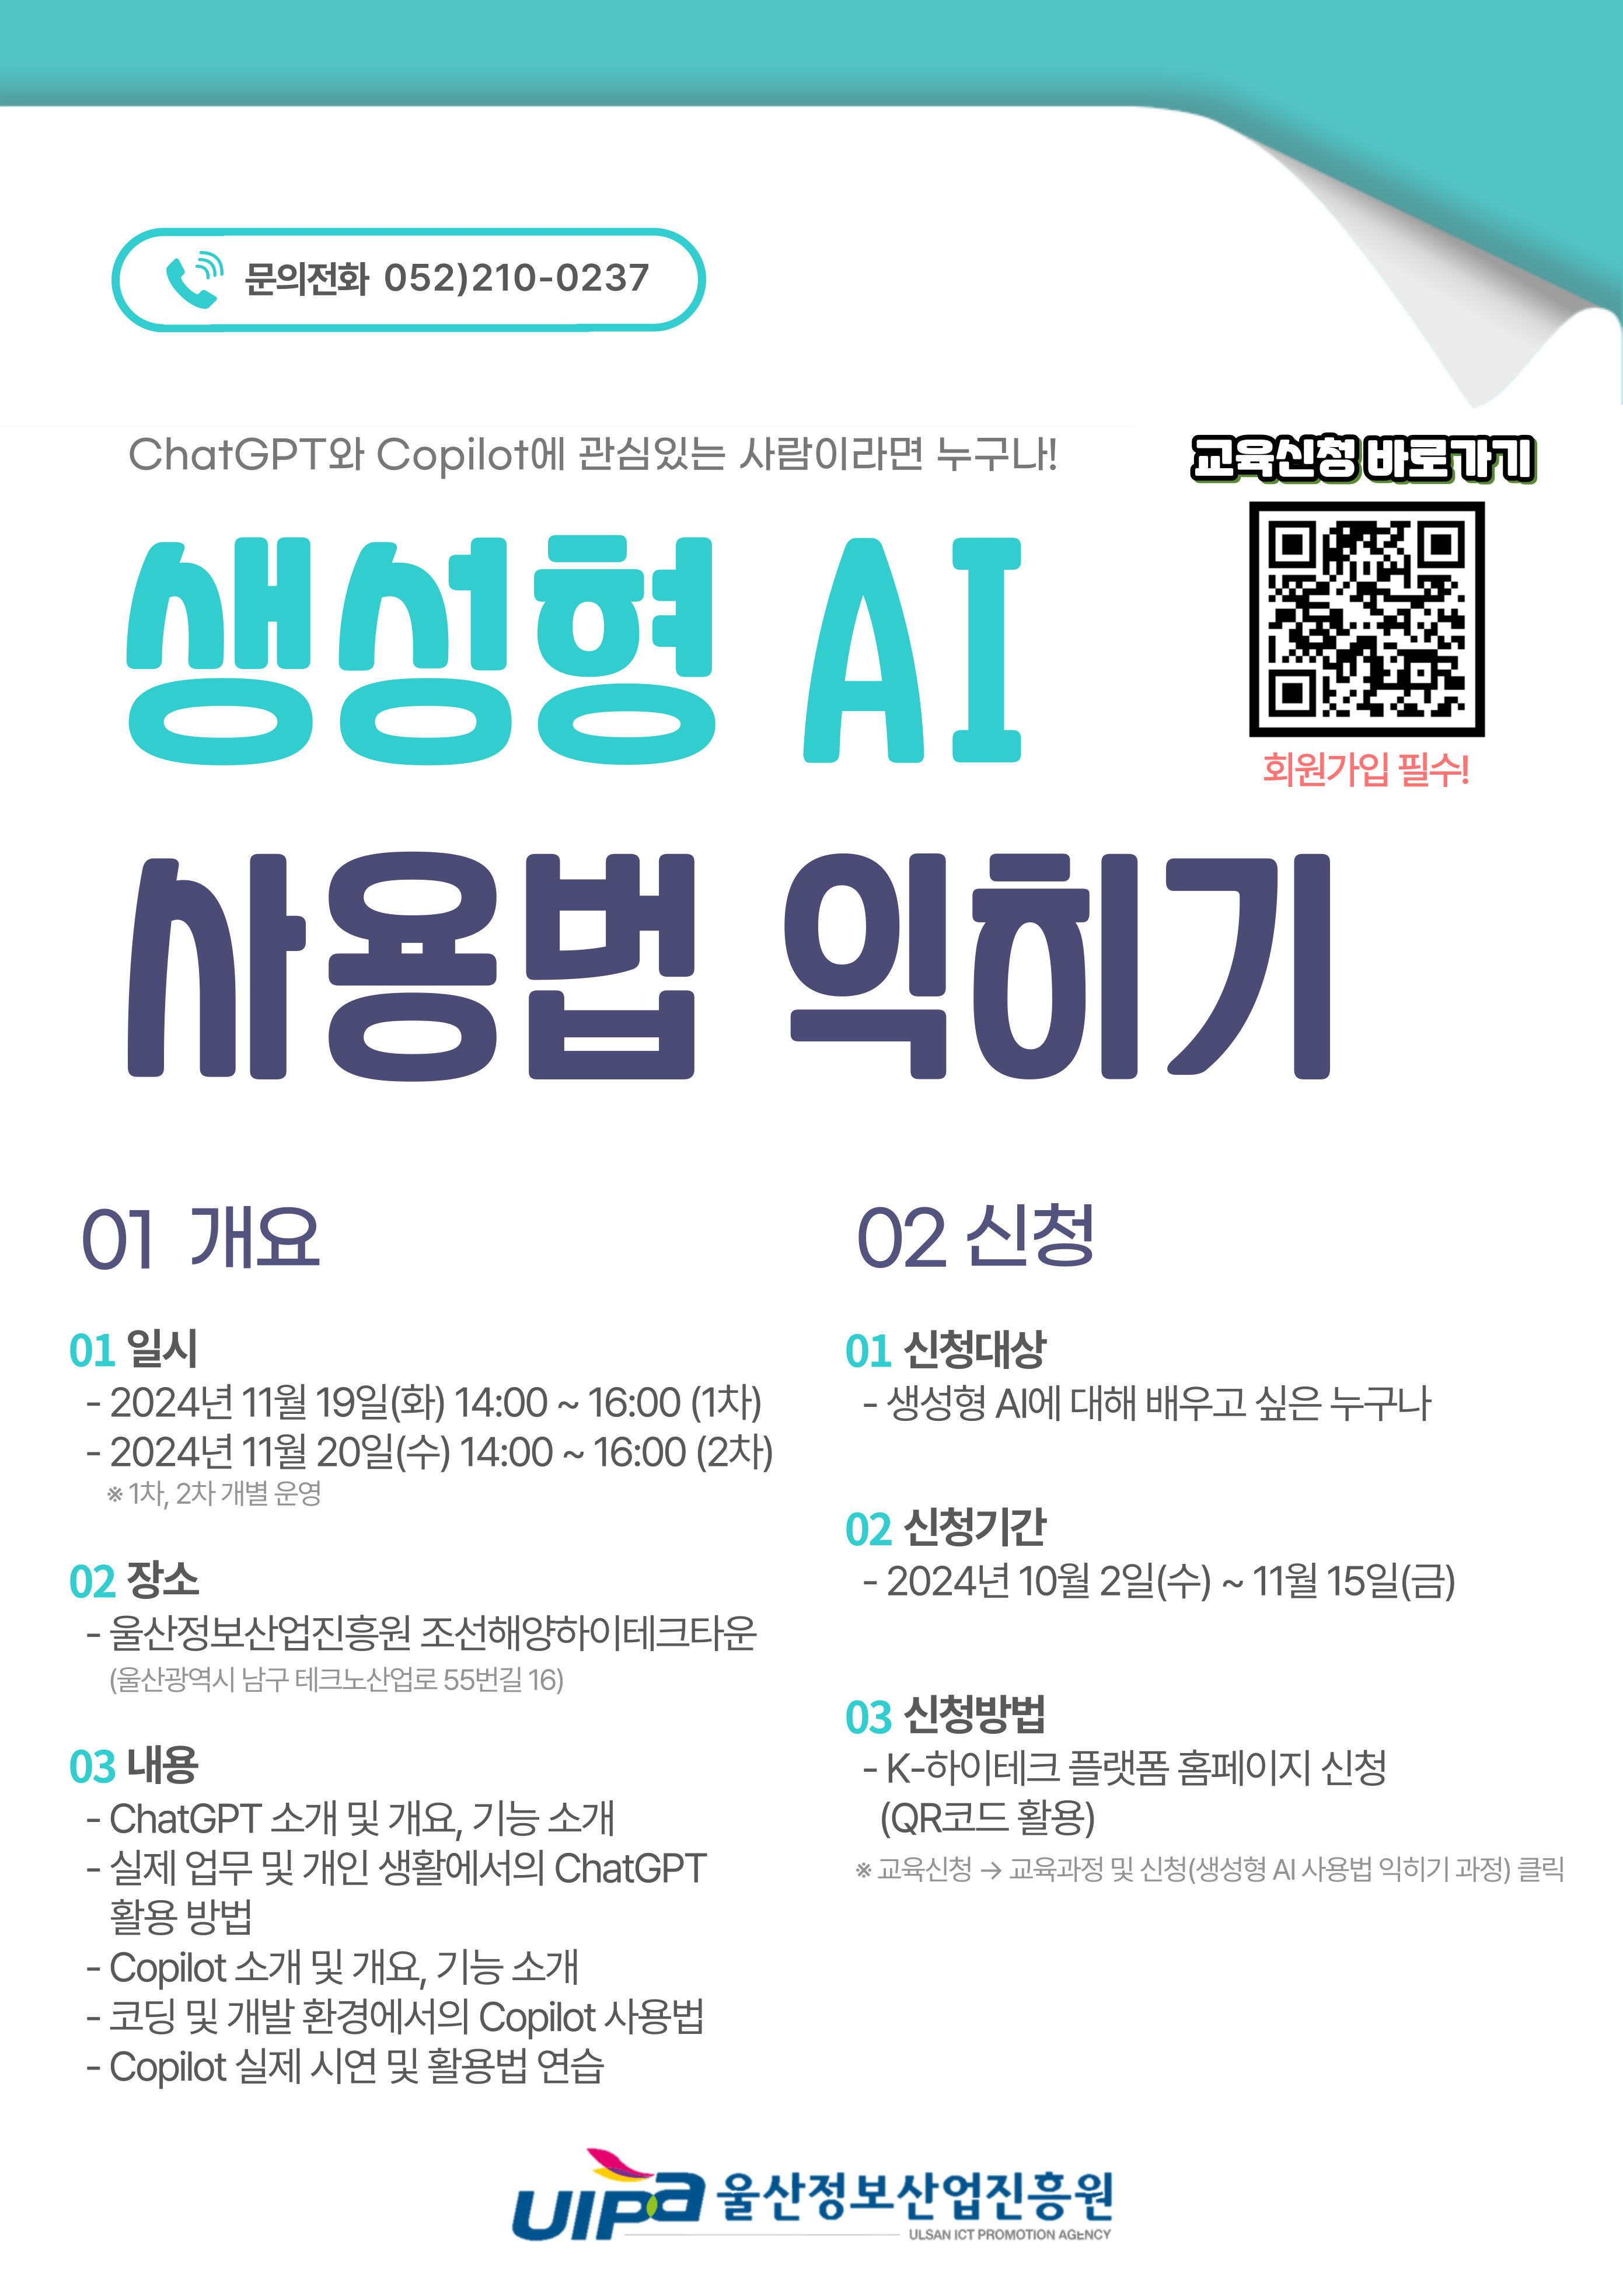 문의전화 052)210-0237
ChatGPT와 Copilot에 관심있는 사람이라면 누구나!
교육신청 바로가기
생성형 AI
회원가입 필수!
사용법 익히기
01 개요
01 일시
- 2024년 11월 19일(화) 14:00 ~ 16:00 (1차)
- 2024년 11월 20일(수) 14:00 ~ 16:00 (2차)
※ 1차, 2차 개별 운영
02 장소
- 울산정보산업진흥원 조선해양하이테크타운
(울산광역시 남구 테크노산업로 55번길 16)
03 내용
- ChatGPT 소개 및 개요, 기능 소개
- 실제 업무 및 개인 생활에서의 ChatGPT
활용 방법
- Copilot 소개 및 개요, 기능 소개
- 코딩 및 개발 환경에서의 Copilot 사용법
- Copilot 실제 시연 및 활용법 연습
02 신청
01 신청대상
- 생성형 AI에 대해 배우고 싶은 누구나
02 신청기간
- 2024년 10월 2일(수) ~ 11월 15일(금)
03 신청방법
- K-하이테크 플랫폼 홈페이지 신청
(QR코드 활용)
※ 교육신청 → 교육과정 및 신청(생성형 AI 사용법 익히기 과정) 클릭
UIPa 울산정보산업진흥원
ULSAN ICT PROMOTION AGENCY